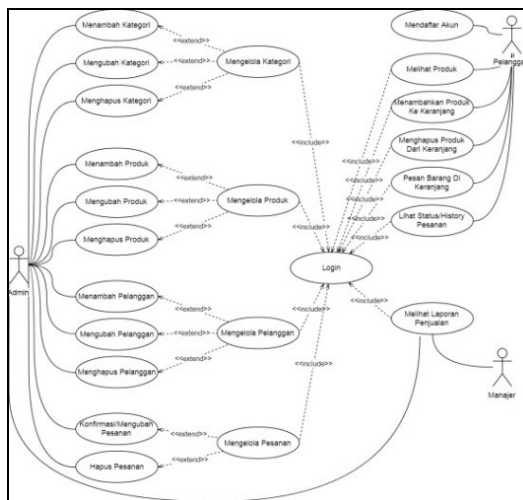 Menambah Kategori
Mengubah Kategori
Menghapus Kategori
<<extend>>
<<extend>>
<<extend>>
Mengelola Kategori
Menambah Produk
Mengubah Produk
Menghapus Produk
<<extend>>
<<extend>>
<<extend>>
Mengelola Produk
Admin
Menambah Pelanggan
Mengubah Pelanggan
Menghapus Pelanggan
<<extend>>
<<extend>>
<<extend>>
Mengelola Pelanggan
Konfirmasi/Mengubah
Pesanan
Hapus Pesanan
<<extend>>
<<extend>>
Mengelola Pesanan
<<include>>
<<include>>
<<include>>
<<include>>
Login
Mendaftar Akun
Melihat Produk
Menambahkan Produk
Ke Keranjang
Menghapus Produk
Dari Keranjang
Pesan Barang Di
Keranjang
Lihat Status/History
Pesanan
<<include>>
<<include>>
<<include>>
<<include>>
<<include>>
Melihat Laporan
Penjualan
<<include>>
Manajer